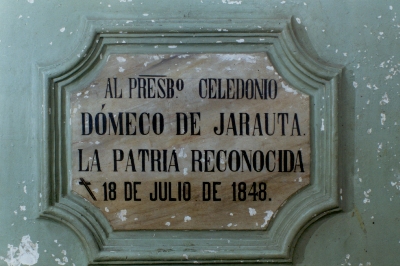 AL PRESBº CELEDONIO
DÓMECO DE JARAUTA.
LA PATRIA RECONOCIDA
† 18 DE JULIO DE 1848.